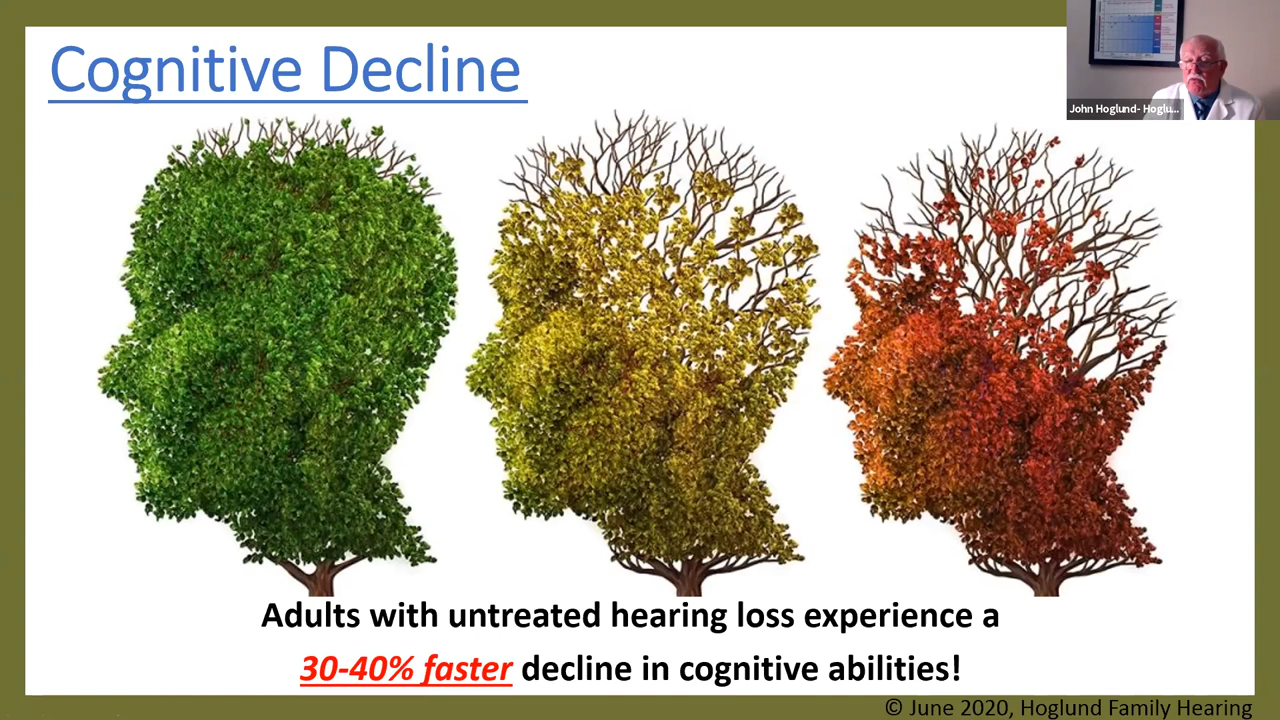 Cognitive Decline
John Hoglund- Hoglu...
Adults with untreated hearing loss experience a
30-40% faster decline in cognitive abilities!
© June 2020, Hoglund Family Hearing